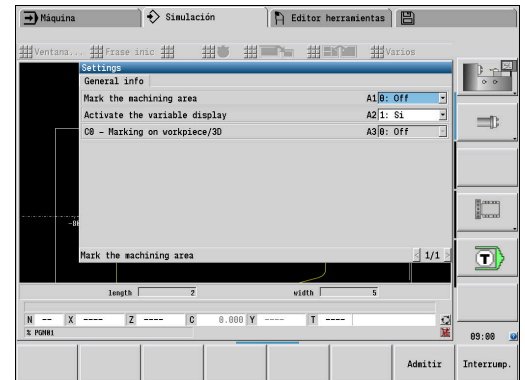 Máquina Simulación Editor herramientas
Ventana... Frase inic Varios
Settings
General info
Mark the machining area A1 0: Off
Activate the variable display A2 1: Si
C0 - Marking on workpiece/3D A3 0: Off
Mark the machining area 1/1
length 2 width 5
N -- X ---- Z ---- C 0.000 Y ---- T ----
% PGM01
09:00
Admitir Interrump.